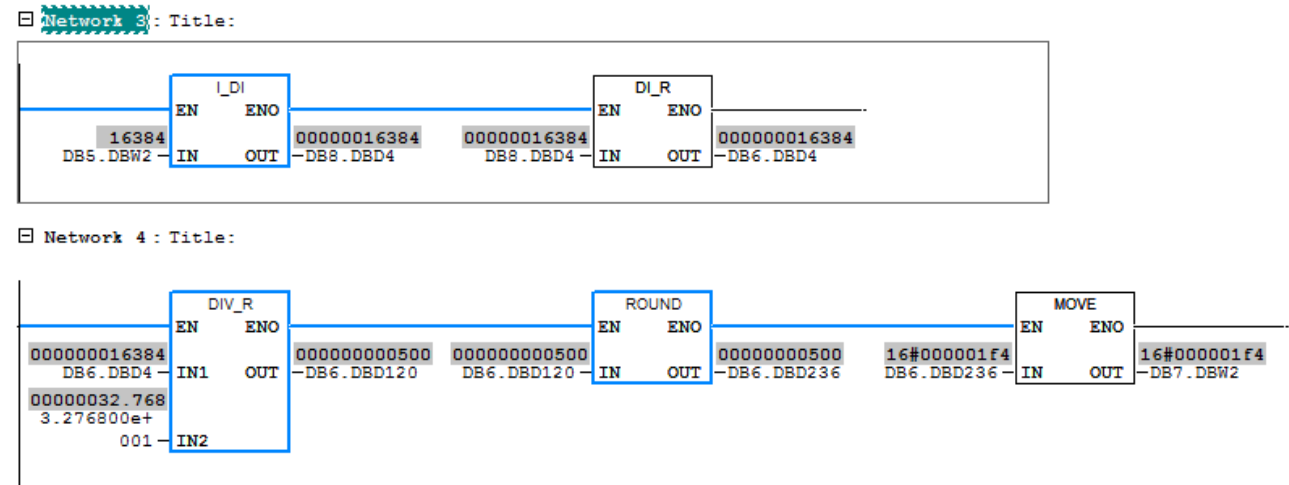 Network 3 : Title:
I_DI DI_R
EN ENO EN ENO
16384 00000016384 00000016384 000000016384
DB5.DBW2 IN OUT DB8.DBD4 DB8.DBD4 IN OUT DB6.DBD4
Network 4 : Title:
DIV_R ROUND MOVE
EN ENO EN ENO EN ENO
000000016384 000000000500 000000000500 00000000500 16#000001f4 16#000001f4
DB6.DBD4 IN1 OUT DB6.DBD120 DB6.DBD120 IN OUT DB6.DBD236 DB6.DBD236 IN OUT DB7.DBW2
00000032.768
3.276800e+
001 IN2